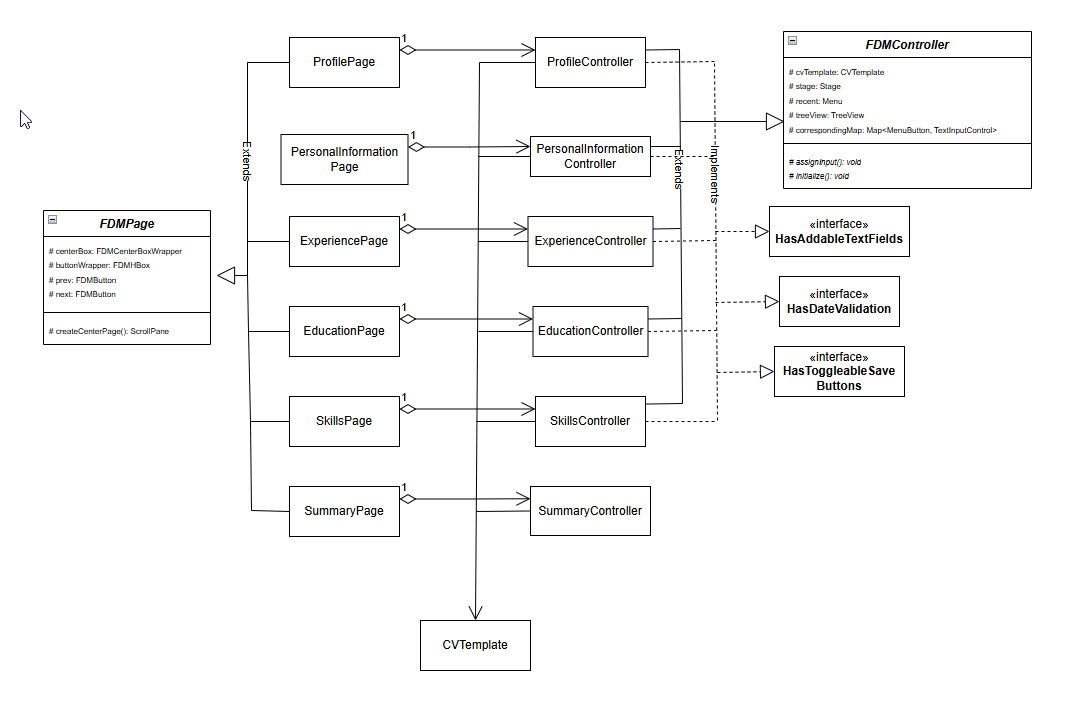 1
ProfilePage
ProfileController
FDMController
# cvTemplate: CVTemplate
# stage: Stage
# recent: Menu
# treeView: TreeView
# correspondingMap: Map<MenuButton, TextInputControl>
# assignInput(): void
# initialize(): void
1
PersonalInformation
Page
PersonalInformation
Controller
Extends
Extends
Implements
FDMPage
# centerBox: FDMCenterBoxWrapper
# buttonWrapper: FDMHBox
# prev: FDMButton
# next: FDMButton
# createCenterPage(): ScrollPane
1
ExperiencePage
ExperienceController
«interface»
HasAddableTextFields
«interface»
HasDateValidation
1
EducationPage
EducationController
«interface»
HasToggleableSave
Buttons
1
SkillsPage
SkillsController
1
SummaryPage
SummaryController
CVTemplate